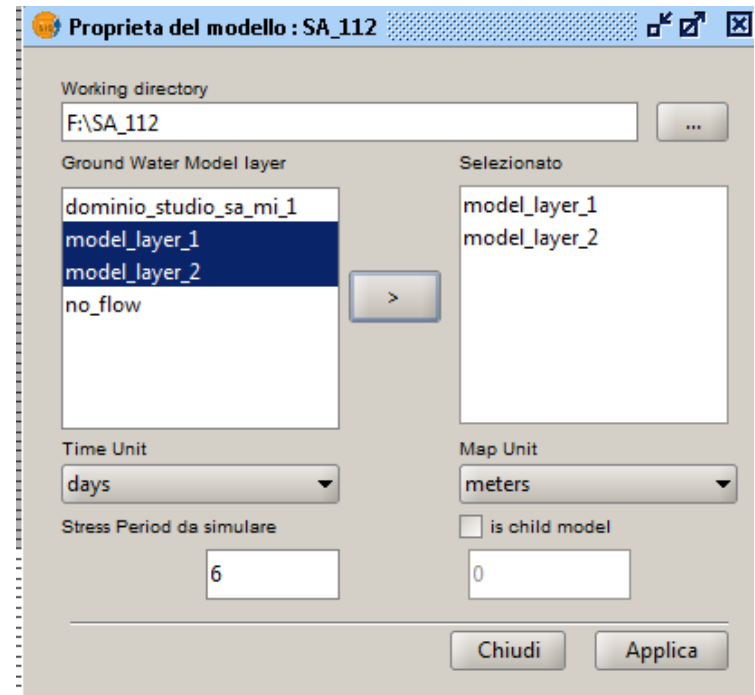 Proprieta del modello : SA_112
Working directory
F:\SA_112
...
Ground Water Model layer
Selezionato
dominio_studio_sa_mi_1
model_layer_1
model_layer_2
no_flow
>
model_layer_1
model_layer_2
Time Unit
Map Unit
days
meters
Stress Period da simulare
is child model
6
0
Chiudi
Applica